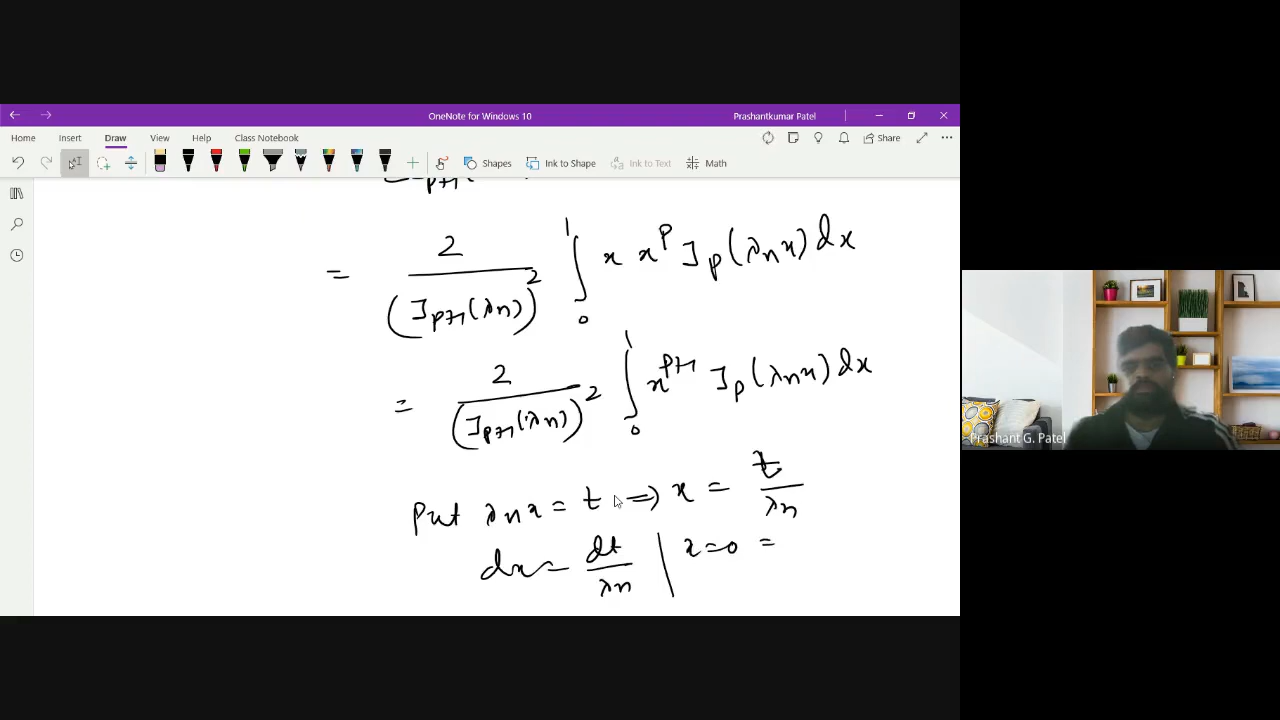 OneNote for Windows 10
Prashantkumar Patel
Home Insert Draw View Help Class Notebook
Share
Shapes Ink to Shape Ink to Text Math
J_{p+1}(
= 2/(J_{p+1}(λn))^2 ∫_0^1 x x^p J_p(λn x) dx
= 2/(J_{p+1}(λn))^2 ∫_0^1 x^{p+1} J_p(λn x) dx
Put λn x = t => x = t/λn
dx = dt/λn | x=0 =
Prashant G. Patel